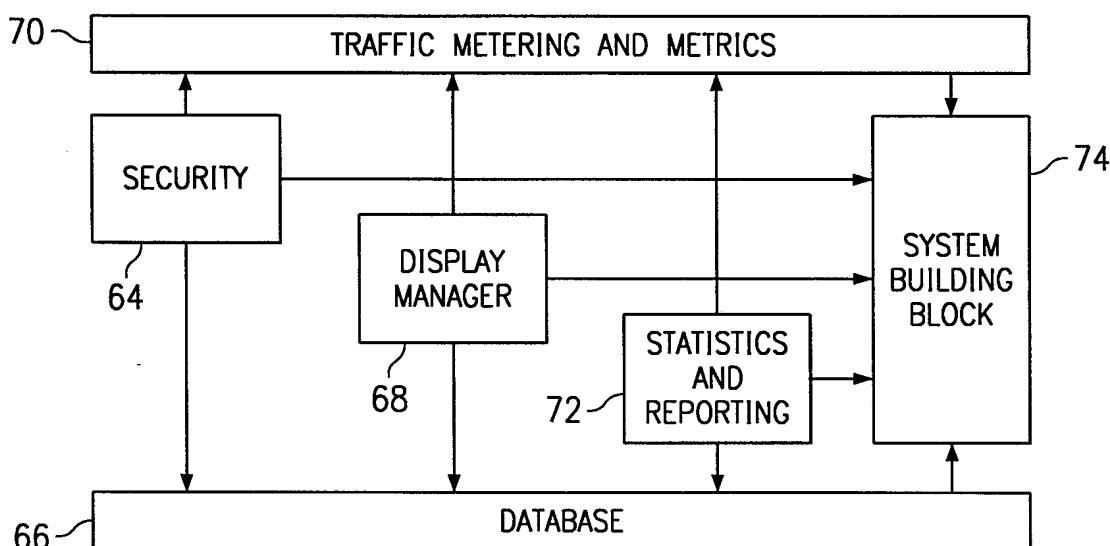 70
TRAFFIC METERING AND METRICS
SECURITY
64
74
DISPLAY
MANAGER
68
SYSTEM
BUILDING
BLOCK
STATISTICS
AND
REPORTING
72
DATABASE
66